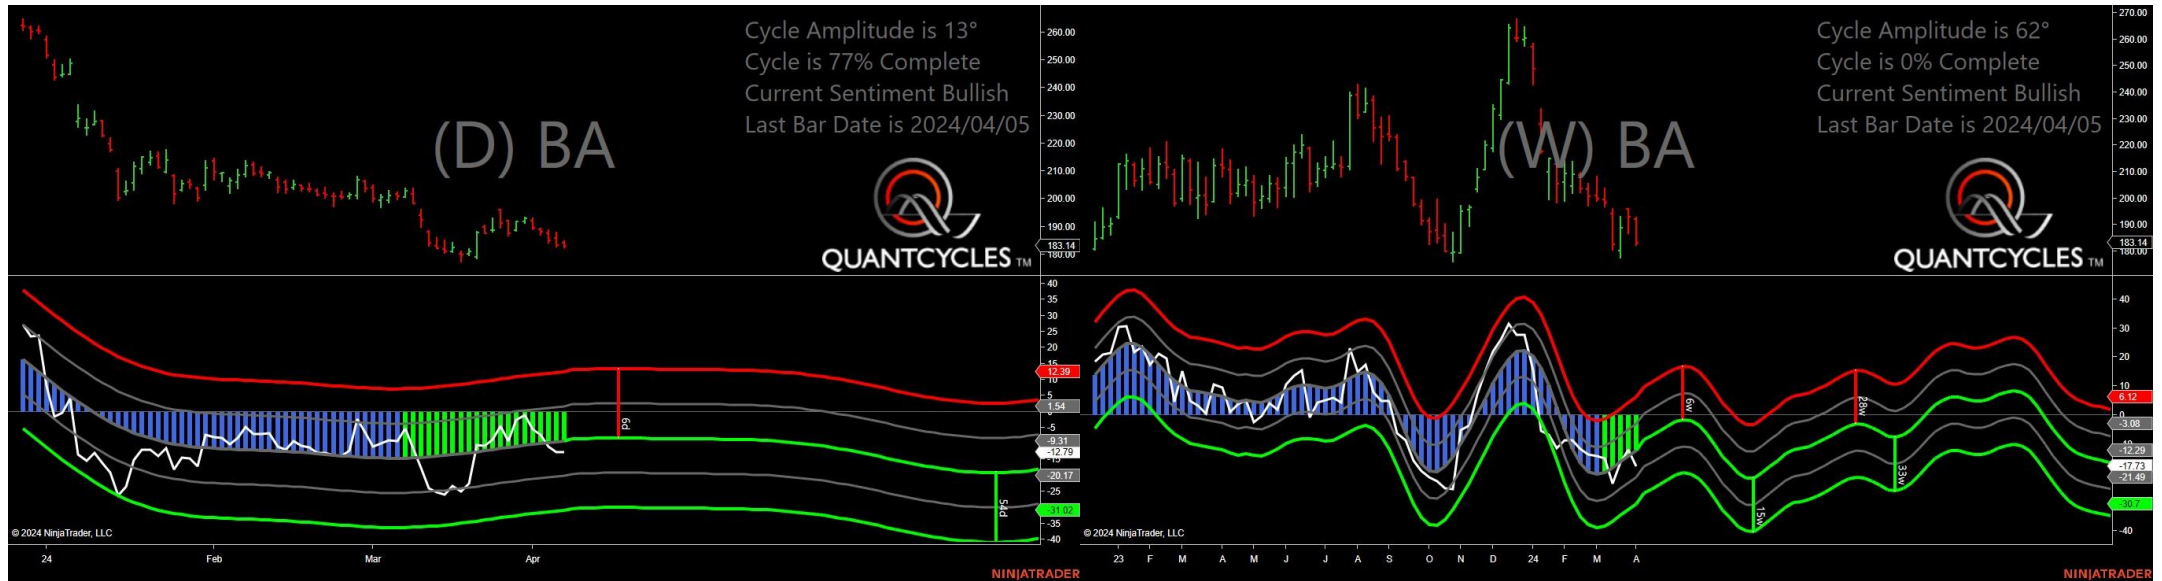 Cycle Amplitude is 13°
Cycle is 77% Complete
Current Sentiment Bullish
Last Bar Date is 2024/04/05
(D) BA
QUANTCYCLES TM
260.00
250.00
240.00
230.00
220.00
210.00
200.00
190.00
183.14
180.00
40
35
30
25
20
15
12.39
10
5
1.54
-5
-9.31
-12.79
-15
-20.17
-25
-31.02
-35
-40
6d
54d
© 2024 NinjaTrader, LLC
24 Feb Mar Apr
NINJATRADER
Cycle Amplitude is 62°
Cycle is 0% Complete
Current Sentiment Bullish
Last Bar Date is 2024/04/05
(W) BA
QUANTCYCLES TM
270.00
260.00
250.00
240.00
230.00
220.00
210.00
200.00
190.00
183.14
180.00
40
30
20
10
6.12
0
-3.08
-12.29
-17.73
-21.49
-30.7
-40
6w
28w
15w
33w
© 2024 NinjaTrader, LLC
23 F M A M J J A S O N D 24 F M A
NINJATRADER